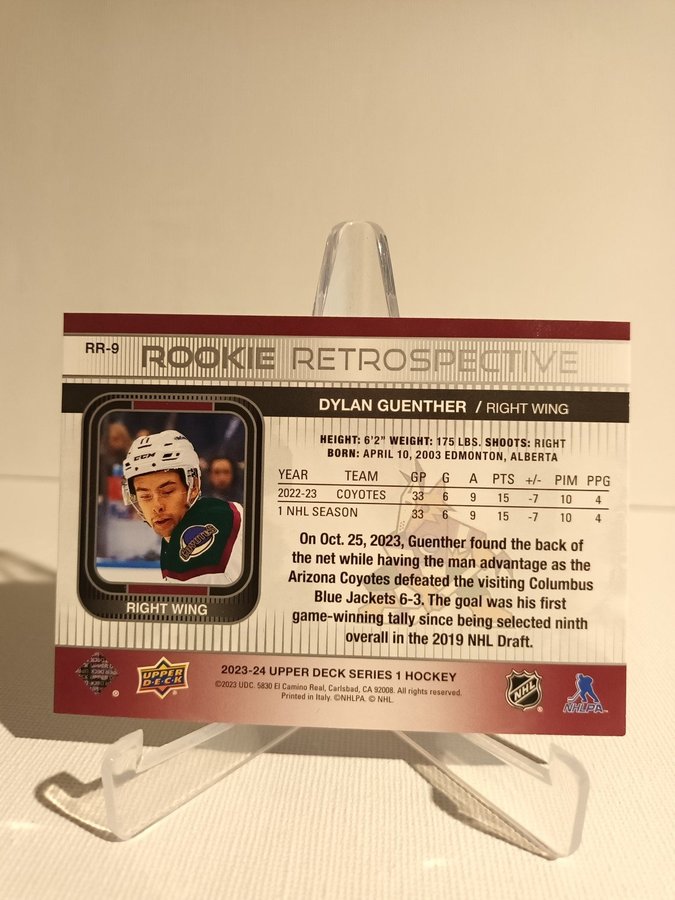 RR-9
ROOKIE RETROSPECTIVE
DYLAN GUENTHER / RIGHT WING
HEIGHT: 6'2" WEIGHT: 175 LBS. SHOOTS: RIGHT
BORN: APRIL 10, 2003 EDMONTON, ALBERTA
YEAR TEAM GP G A PTS +/- PIM PPG
2022-23 COYOTES 33 6 9 15 -7 10 4
1 NHL SEASON 33 6 9 15 -7 10 4
On Oct. 25, 2023, Guenther found the back of
the net while having the man advantage as the
Arizona Coyotes defeated the visiting Columbus
Blue Jackets 6-3. The goal was his first
game-winning tally since being selected ninth
overall in the 2019 NHL Draft.
11
CCM
COYOTES
RIGHT WING
UPPER
DECK
2023-24 UPPER DECK SERIES 1 HOCKEY
©2023 UDC. 5830 El Camino Real, Carlsbad, CA 92008. All rights reserved.
Printed in Italy. ©NHLPA. © NHL.
NHL
NHLPA